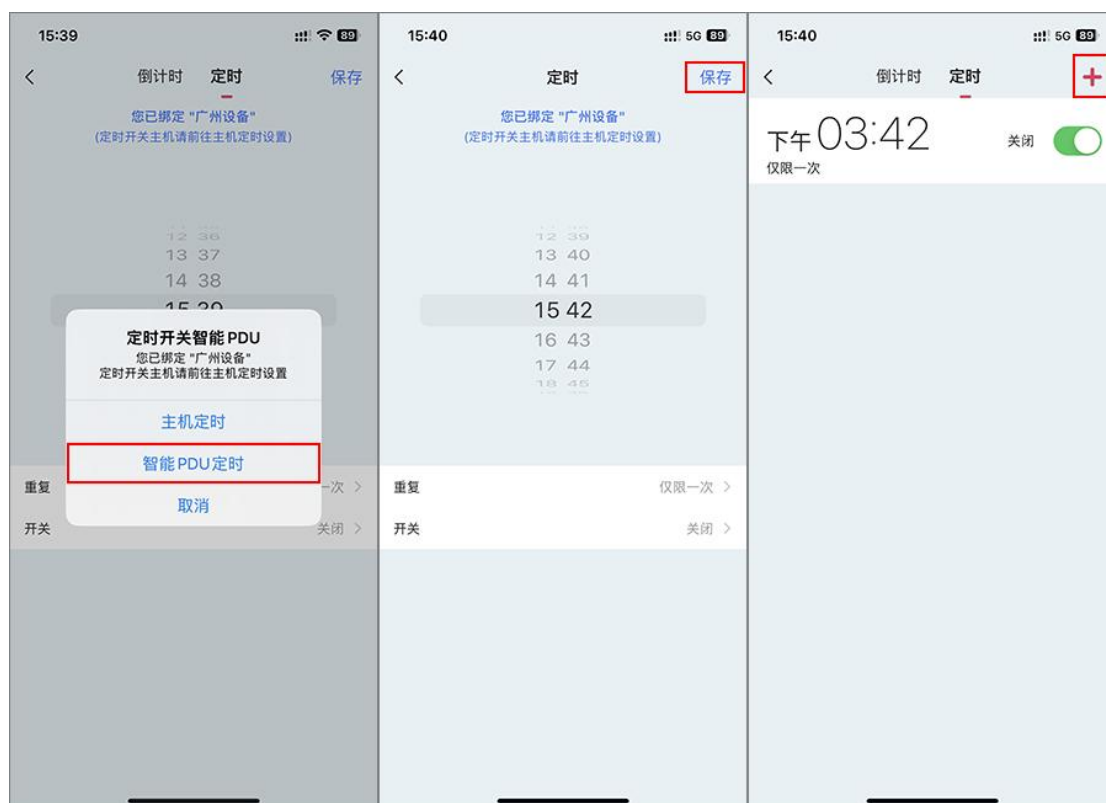 15:39
5G 89
倒计时 定时 保存
您已绑定 "广州设备"
(定时开关主机请前往主机定时设置)
12 36
13 37
14 38
15 39
定时开关智能 PDU
您已绑定 "广州设备"
定时开关主机请前往主机定时设置
主机定时
智能PDU定时
取消
重复 一次
开关 关闭
15:40
5G 89
定时 保存
您已绑定 "广州设备"
(定时开关主机请前往主机定时设置)
12 39
13 40
14 41
15 42
16 43
17 44
18 45
重复 仅限一次
开关 关闭
15:40
5G 89
倒计时 定时 +
下午 03:42 关闭
仅限一次